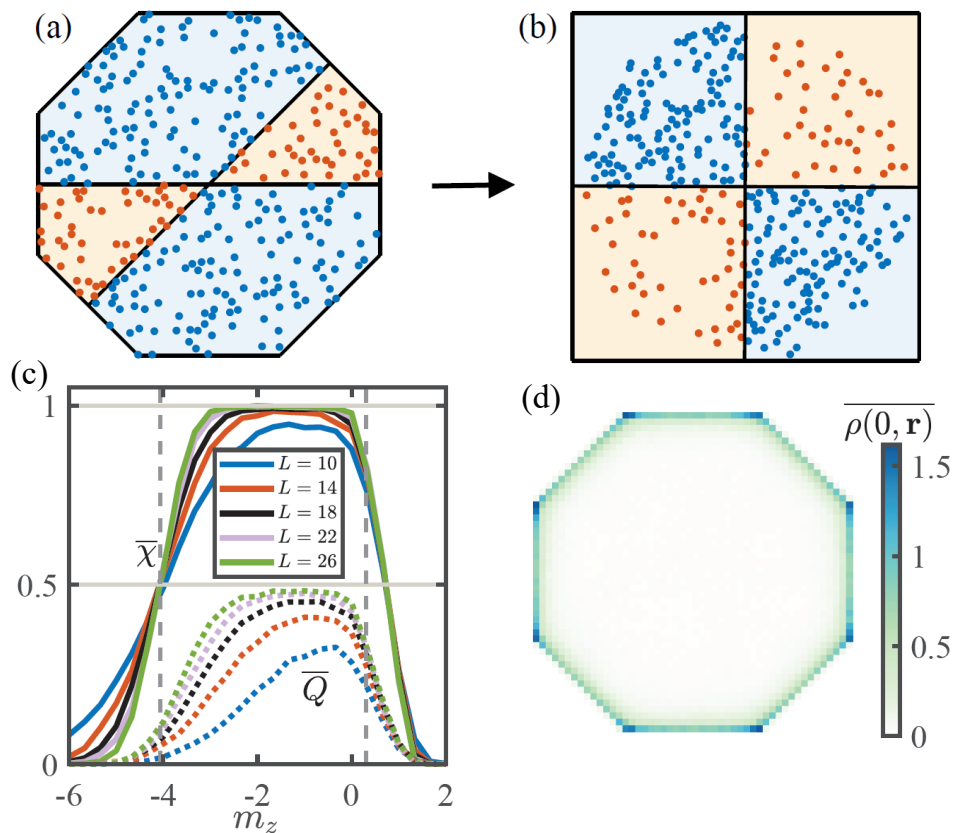 (a)
(b)
(c)
1
0.5
0
-6
-4
-2
0
2
m_z
L = 10
L = 14
L = 18
L = 22
L = 26
χ̅
Q̅
(d)
\overline{ρ(0, r)}
1.5
1
0.5
0